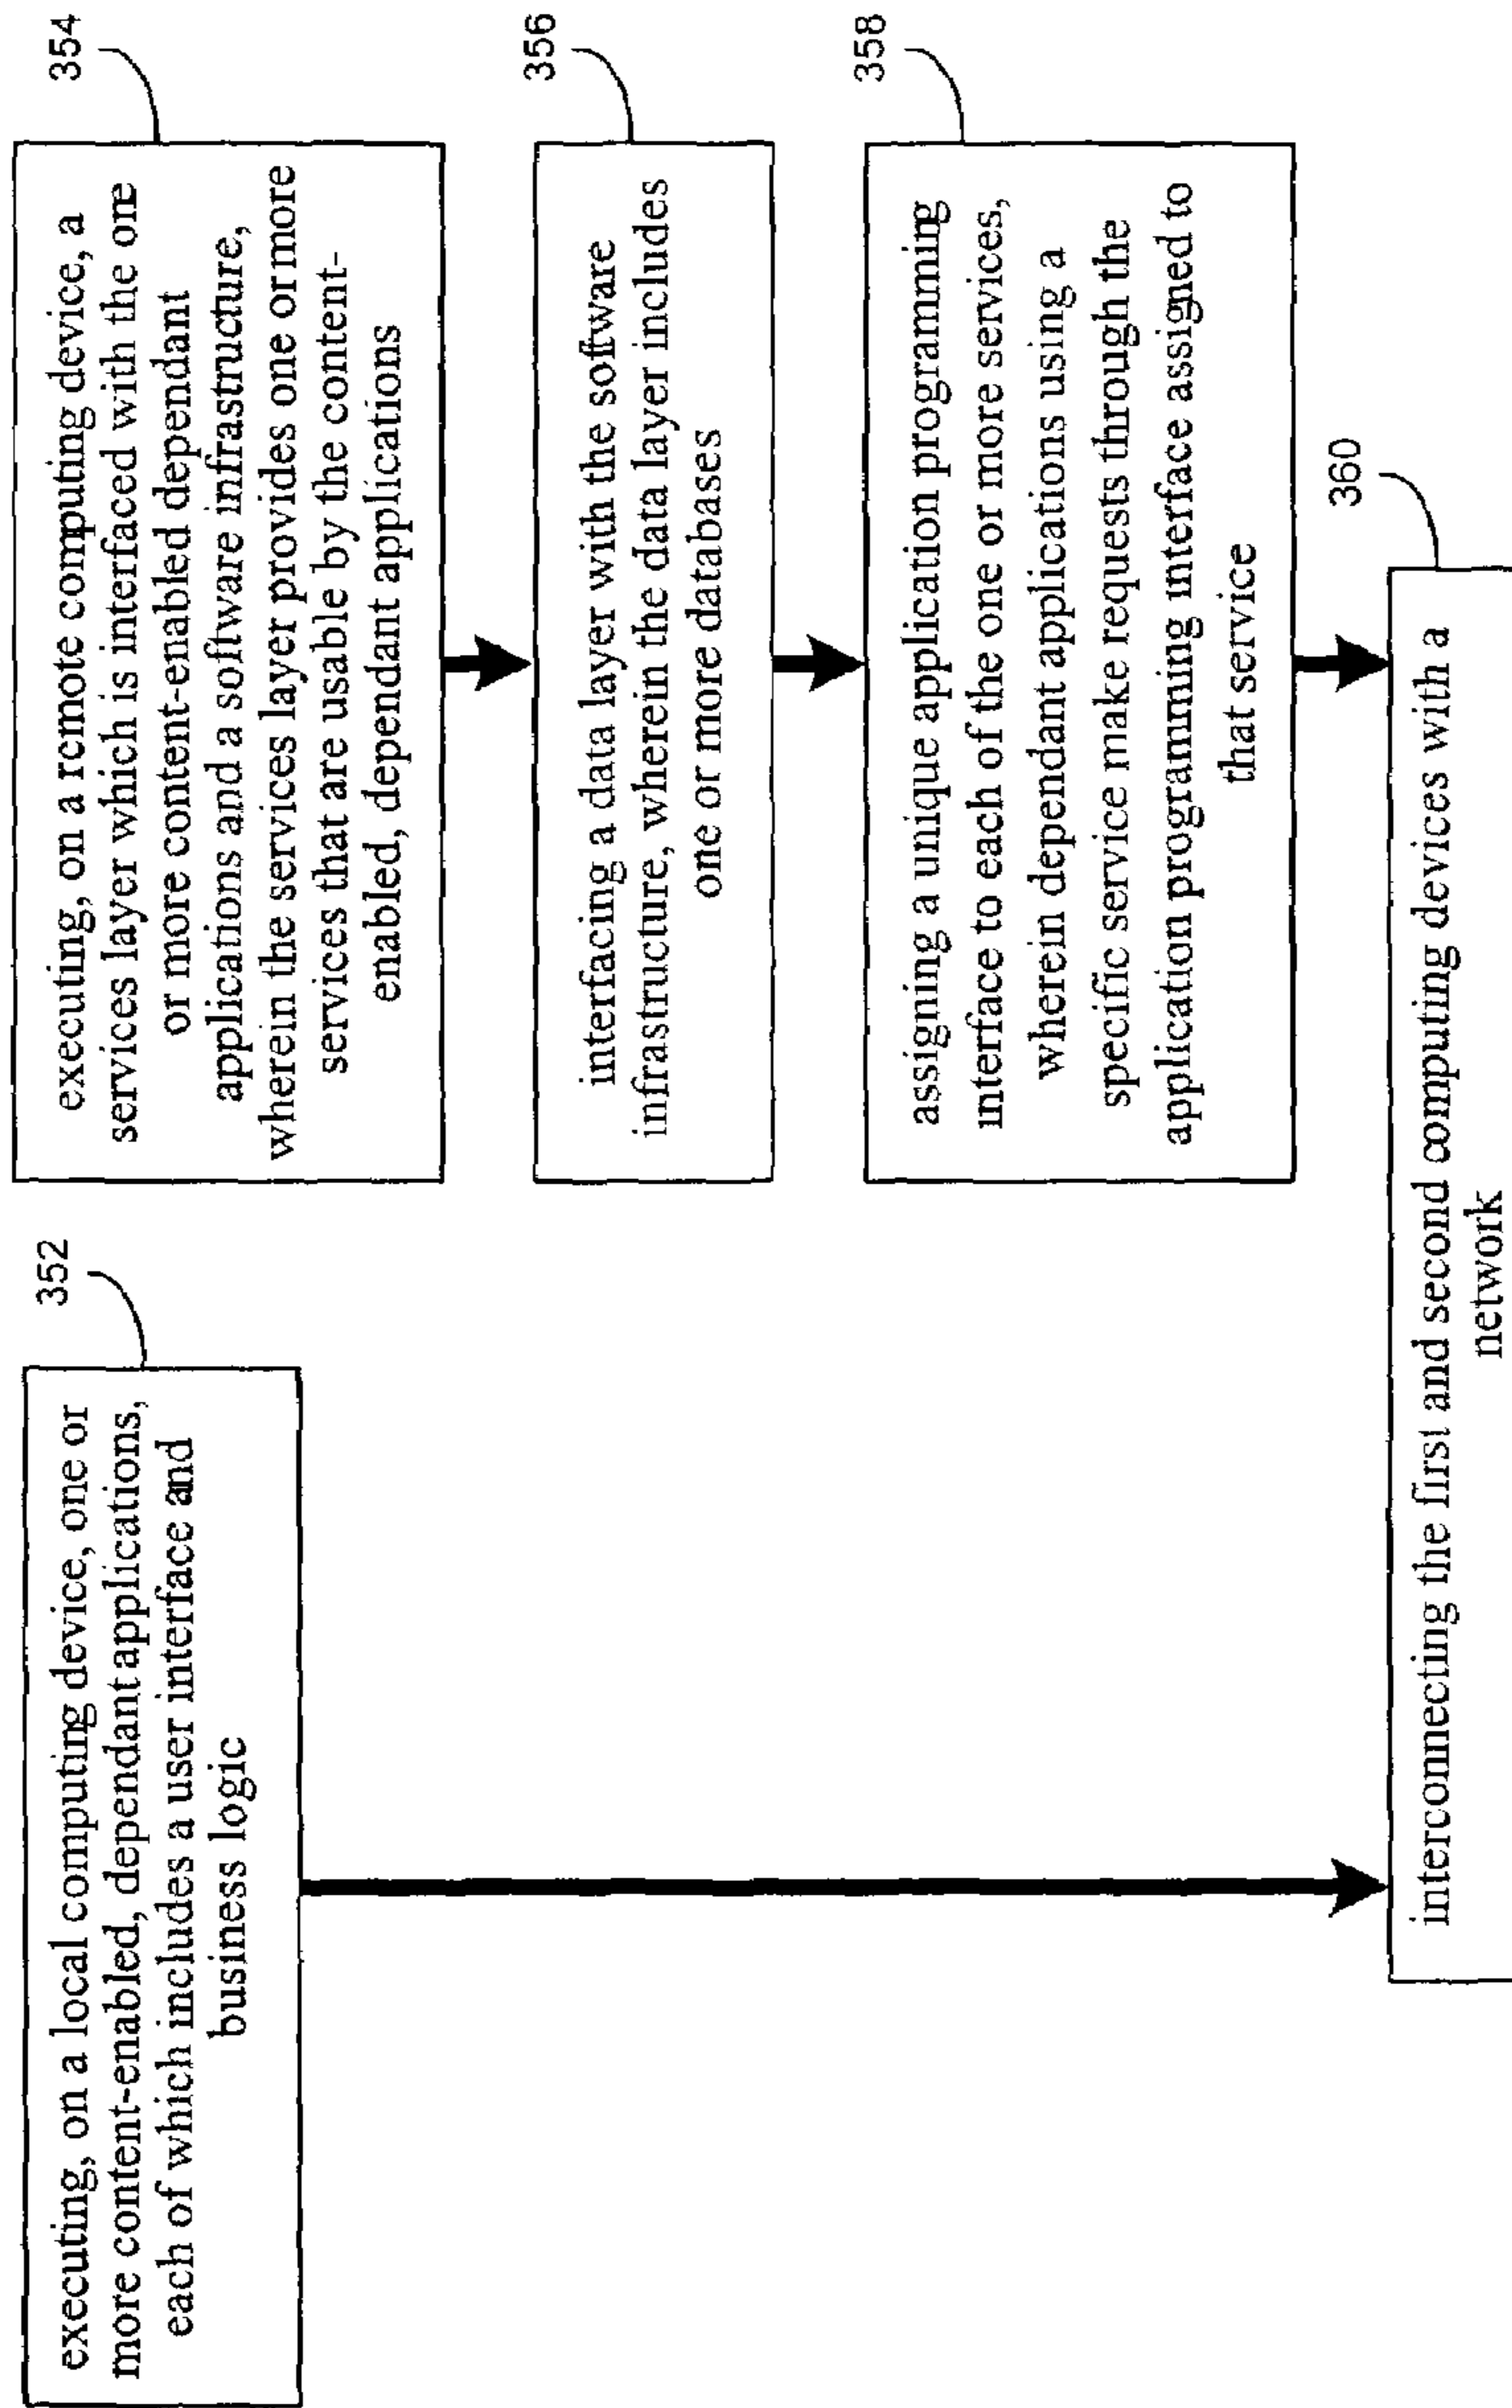 352
executing, on a local computing device, one or
more content-enabled, dependant applications,
each of which includes a user interface and
business logic
354
executing, on a remote computing device, a
services layer which is interfaced with the one
or more content-enabled dependant
applications and a software infrastructure,
wherein the services layer provides one or more
services that are usable by the content-
enabled, dependant applications
356
interfacing a data layer with the software
infrastructure, wherein the data layer includes
one or more databases
358
assigning a unique application programming
interface to each of the one or more services,
wherein dependant applications using a
specific service make requests through the
application programming interface assigned to
that service
360
interconnecting the first and second computing devices with a
network